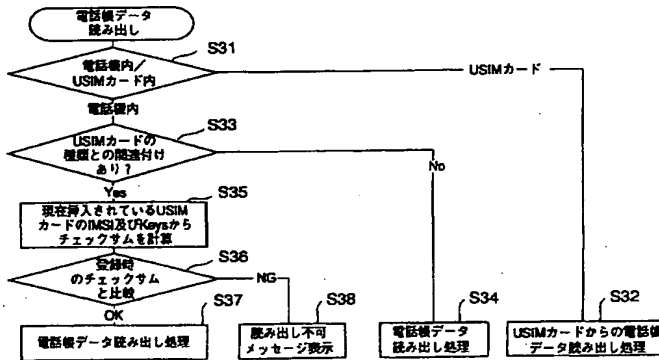 電話帳データ
読み出し
S31
電話機内／
USIMカード内
USIMカード
電話機内
S33
USIMカードの
種類との関連付け
あり？
No
Yes
S35
現在挿入されているUSIM
カードのIMSI及びKeysから
チェックサムを計算
S36
登録時
のチェックサム
と比較
NG
OK
S37
電話帳データ読み出し処理
S38
読み出し不可
メッセージ表示
S34
電話帳データ
読み出し処理
S32
USIMカードからの電話帳
データ読み出し処理